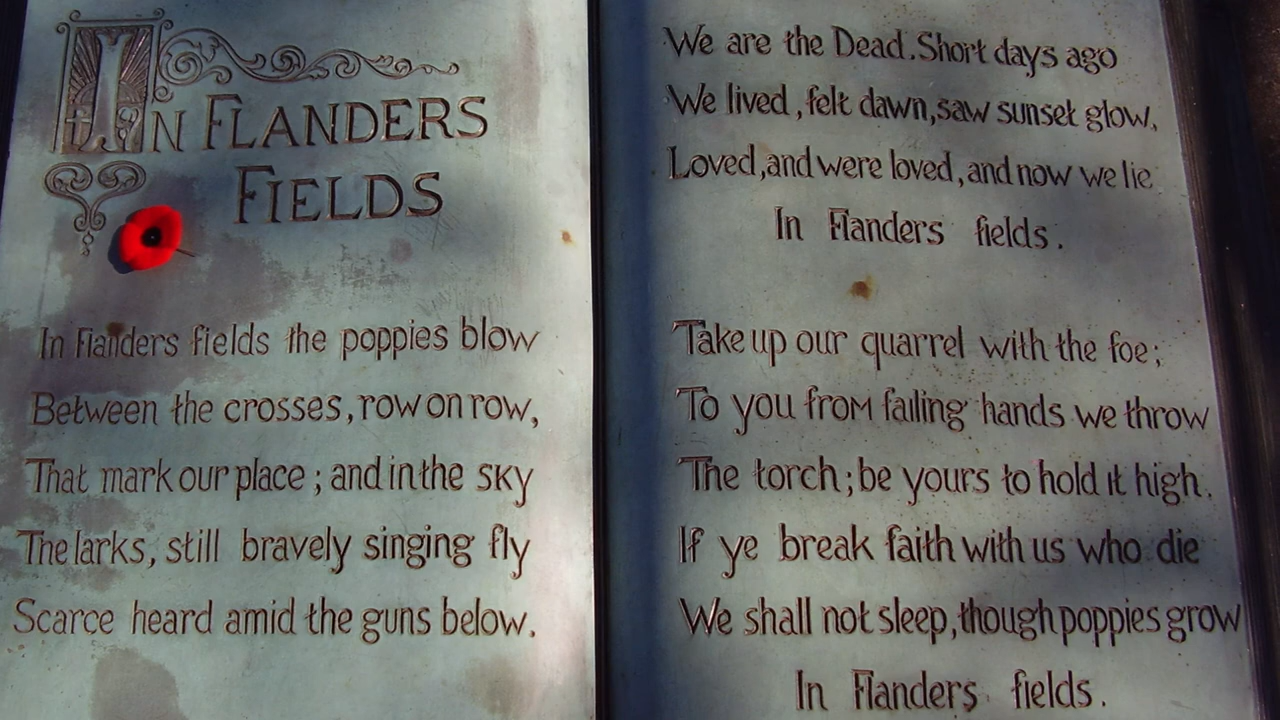 IN FLANDERS
FIELDS
In Flanders fields the poppies blow
Between the crosses, row on row,
That mark our place; and in the sky
The larks, still bravely singing fly
Scarce heard amid the guns below.
We are the Dead. Short days ago
We lived, felt dawn, saw sunset glow,
Loved, and were loved, and now we lie
In Flanders fields.
Take up our quarrel with the foe;
To you from failing hands we throw
The torch; be yours to hold it high.
If ye break faith with us who die
We shall not sleep, though poppies grow
In Flanders fields.